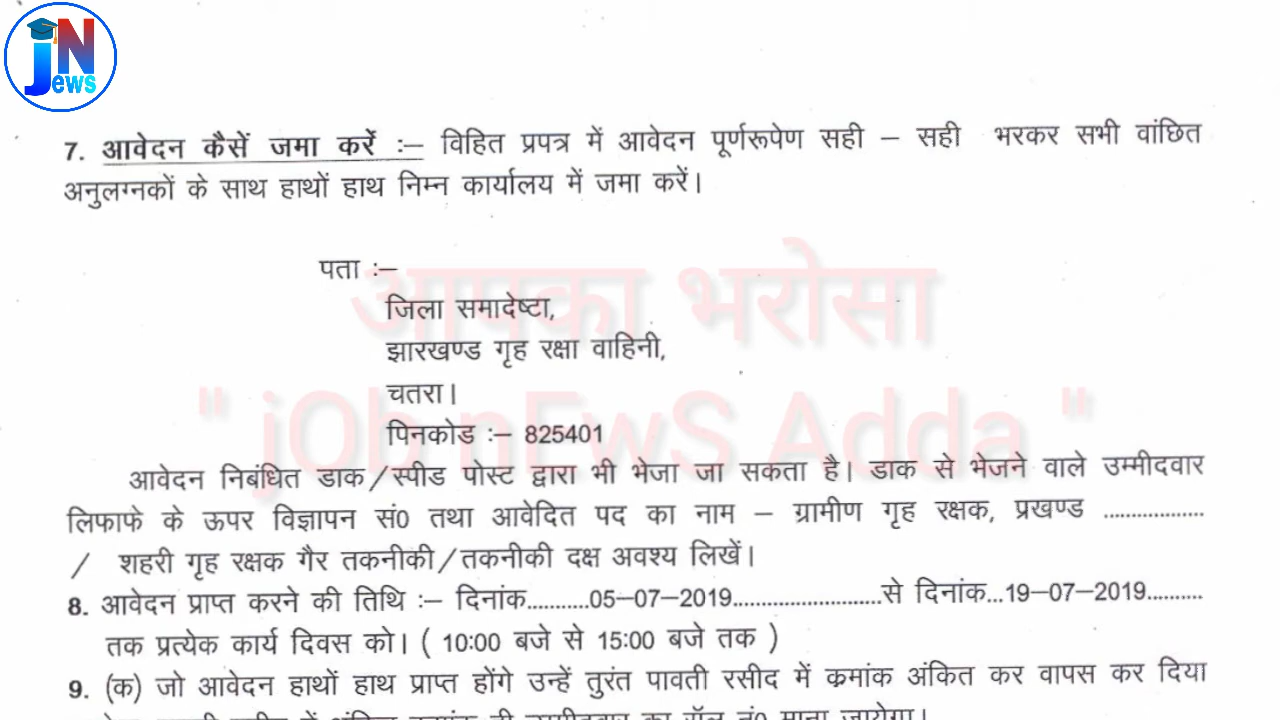 jN
ews
7. आवेदन कैसें जमा करें :– विहित प्रपत्र में आवेदन पूर्णरूपेण सही – सही भरकर सभी वांछित
अनुलग्नकों के साथ हाथों हाथ निम्न कार्यालय में जमा करें।
पता :–
आपका भरोसा
जिला समादेष्टा,
झारखण्ड गृह रक्षा वाहिनी,
चतरा।
" jOb nEwS Adda "
पिनकोड :– 825401
आवेदन निबंधित डाक/स्पीड पोस्ट द्वारा भी भेजा जा सकता है। डाक से भेजने वाले उम्मीदवार
लिफाफे के ऊपर विज्ञापन सं0 तथा आवेदित पद का नाम – ग्रामीण गृह रक्षक, प्रखण्ड ..................
/ शहरी गृह रक्षक गैर तकनीकी/तकनीकी दक्ष अवश्य लिखें।
8. आवेदन प्राप्त करने की तिथि :– दिनांक...........05–07–2019..........................से दिनांक...19–07–2019..........
तक प्रत्येक कार्य दिवस को। ( 10:00 बजे से 15:00 बजे तक )
9. (क) जो आवेदन हाथों हाथ प्राप्त होंगे उन्हें तुरंत पावती रसीद में क्रमांक अंकित कर वापस कर दिया